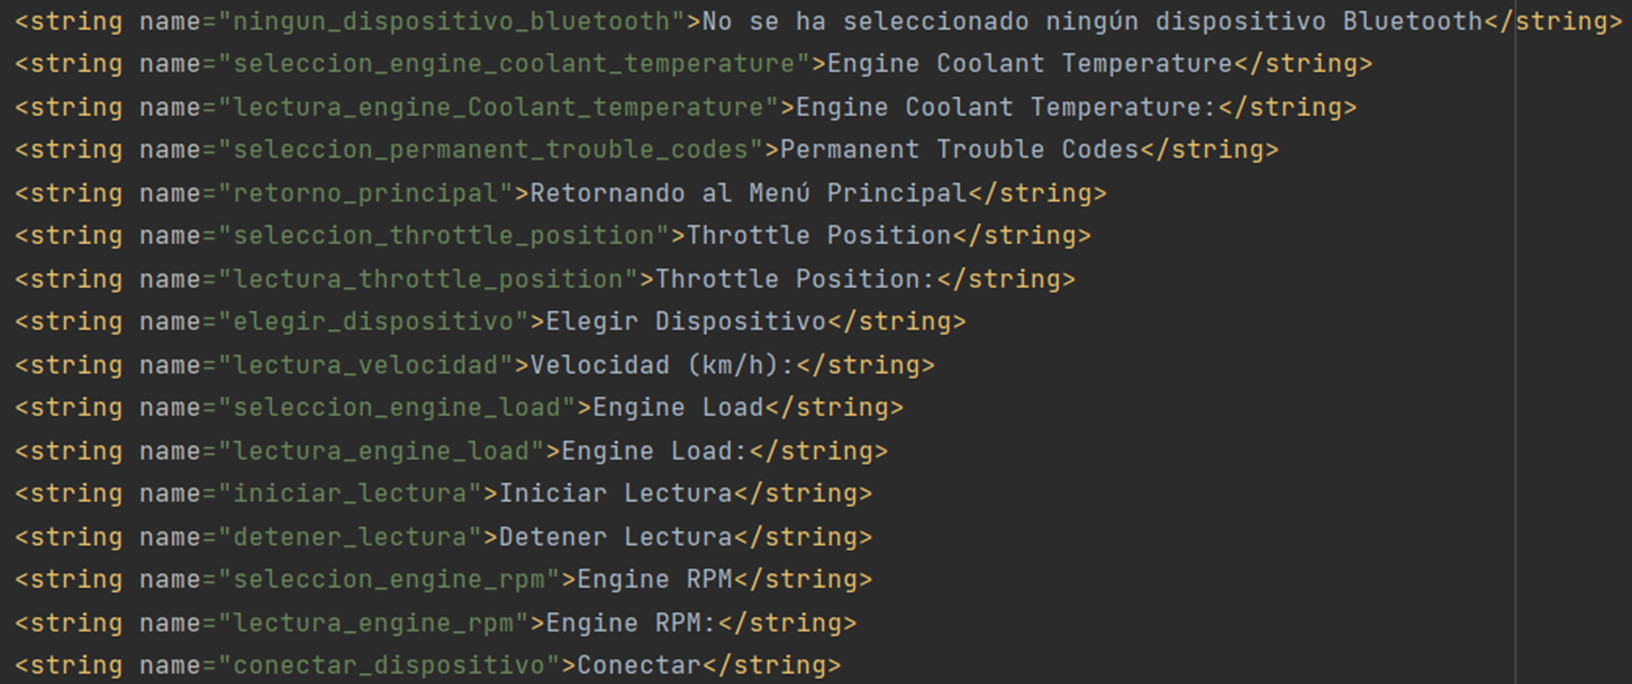 <string name="ningun_dispositivo_bluetooth">No se ha seleccionado ningún dispositivo Bluetooth</string>
<string name="seleccion_engine_coolant_temperature">Engine Coolant Temperature</string>
<string name="lectura_engine_Coolant_temperature">Engine Coolant Temperature:</string>
<string name="seleccion_permanent_trouble_codes">Permanent Trouble Codes</string>
<string name="retorno_principal">Retornando al Menú Principal</string>
<string name="seleccion_throttle_position">Throttle Position</string>
<string name="lectura_throttle_position">Throttle Position:</string>
<string name="elegir_dispositivo">Elegir Dispositivo</string>
<string name="lectura_velocidad">Velocidad (km/h):</string>
<string name="seleccion_engine_load">Engine Load</string>
<string name="lectura_engine_load">Engine Load:</string>
<string name="iniciar_lectura">Iniciar Lectura</string>
<string name="detener_lectura">Detener Lectura</string>
<string name="seleccion_engine_rpm">Engine RPM</string>
<string name="lectura_engine_rpm">Engine RPM:</string>
<string name="conectar_dispositivo">Conectar</string>